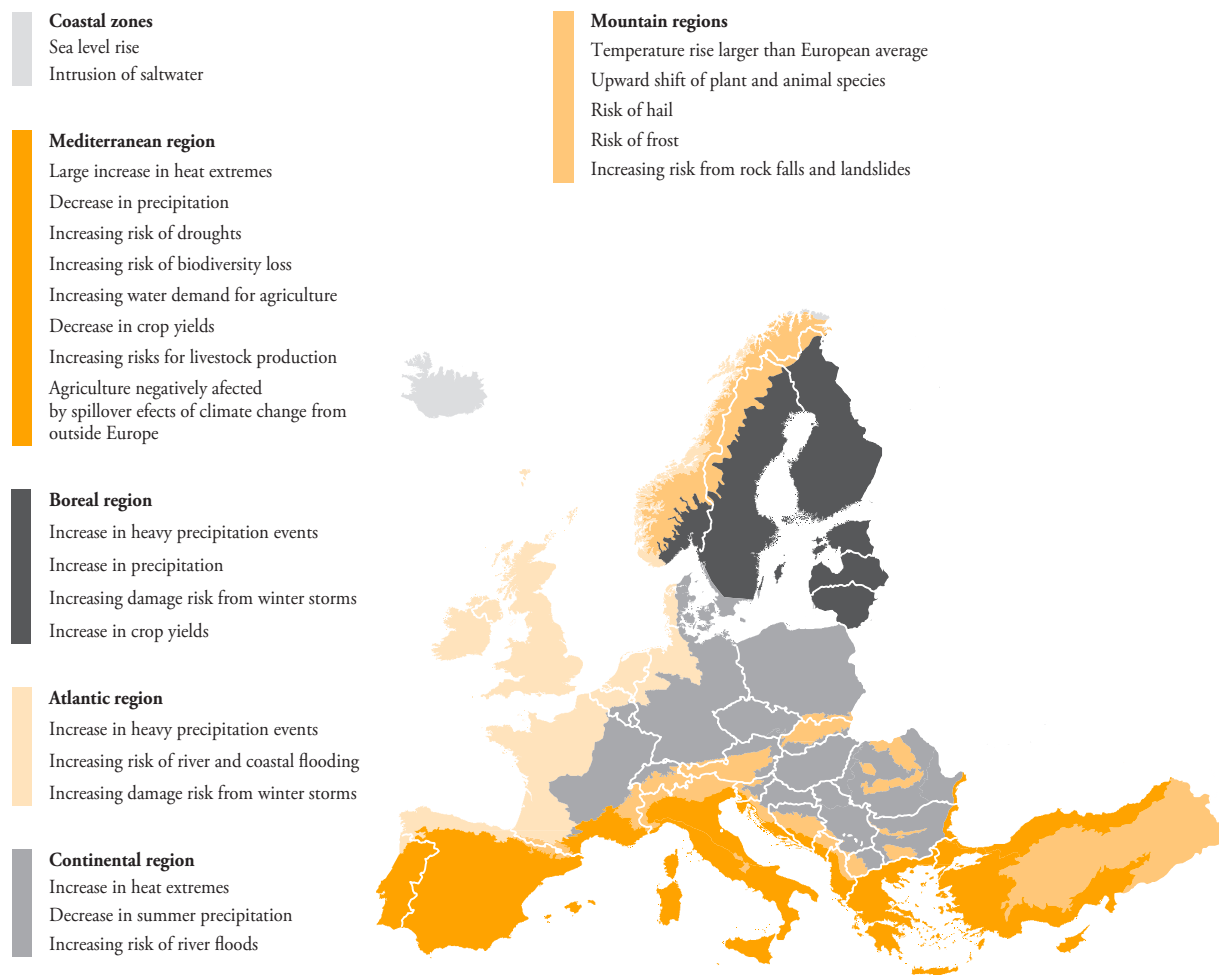 Coastal zones
Sea level rise
Intrusion of saltwater
Mediterranean region
Large increase in heat extremes
Decrease in precipitation
Increasing risk of droughts
Increasing risk of biodiversity loss
Increasing water demand for agriculture
Decrease in crop yields
Increasing risks for livestock production
Agriculture negatively afected
by spillover efects of climate change from
outside Europe
Boreal region
Increase in heavy precipitation events
Increase in precipitation
Increasing damage risk from winter storms
Increase in crop yields
Atlantic region
Increase in heavy precipitation events
Increasing risk of river and coastal flooding
Increasing damage risk from winter storms
Continental region
Increase in heat extremes
Decrease in summer precipitation
Increasing risk of river floods
Mountain regions
Temperature rise larger than European average
Upward shift of plant and animal species
Risk of hail
Risk of frost
Increasing risk from rock falls and landslides